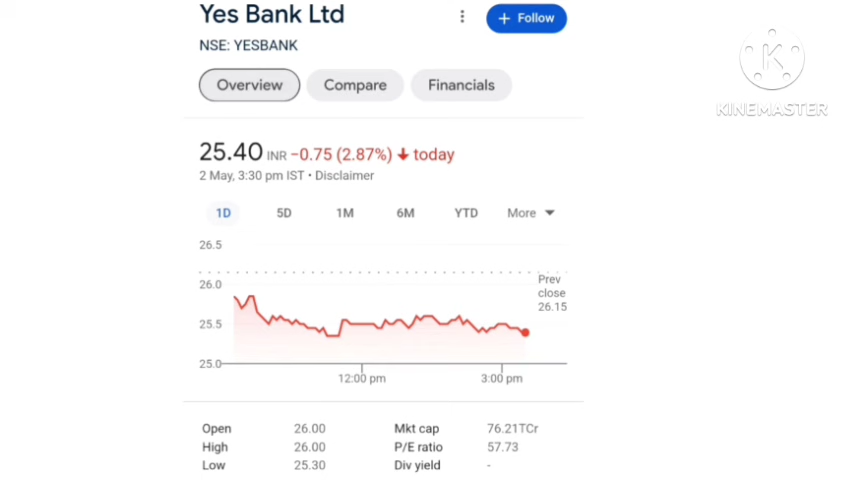 Yes Bank Ltd
+ Follow
NSE: YESBANK
Overview Compare Financials
25.40 INR −0.75 (2.87%) ↓ today
2 May, 3:30 pm IST • Disclaimer
1D 5D 1M 6M YTD More
26.5
26.0
25.5
25.0
Prev
close
26.15
12:00 pm 3:00 pm
Open 26.00 Mkt cap 76.21TCr
High 26.00 P/E ratio 57.73
Low 25.30 Div yield -
K
KINEMASTER